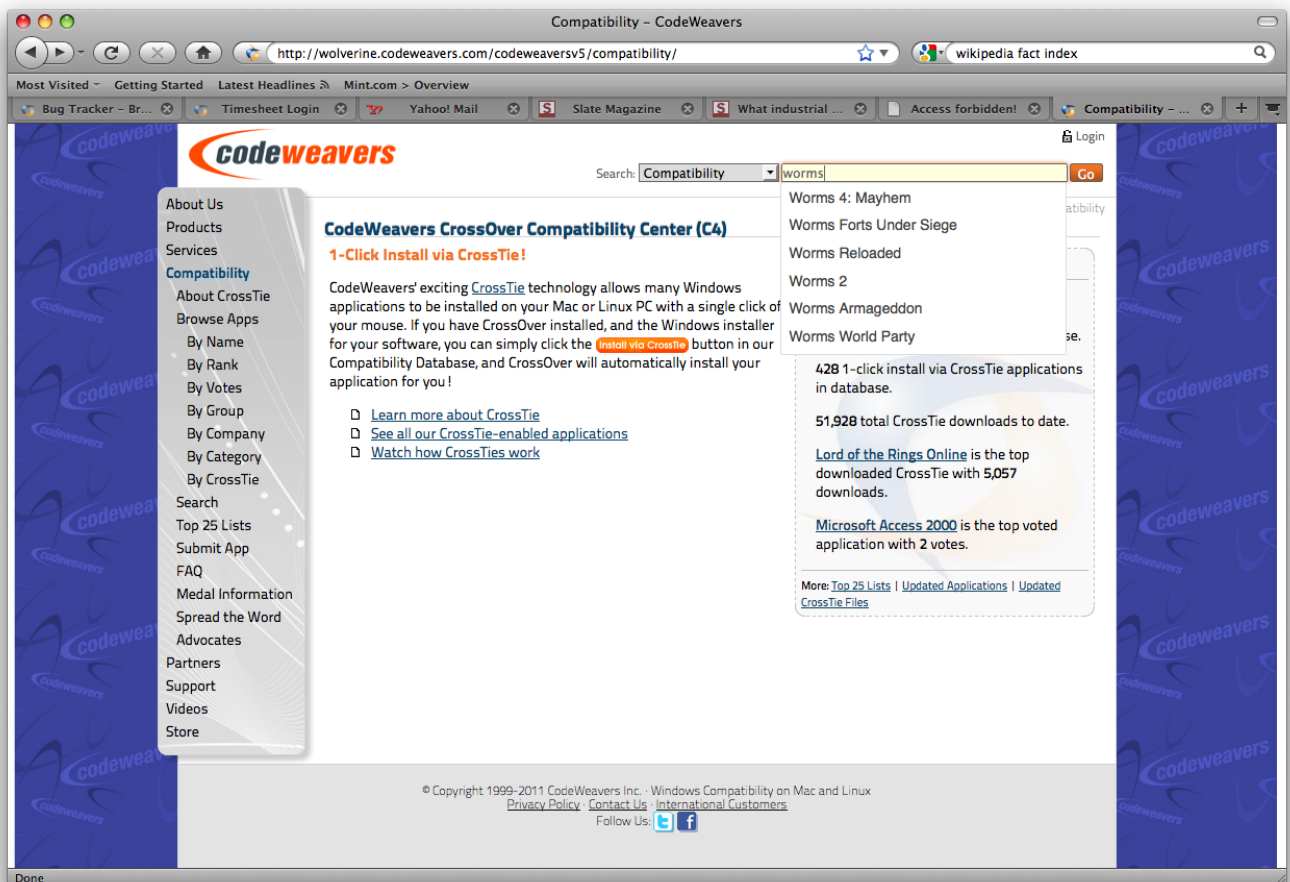 Compatibility – CodeWeavers
http://wolverine.codeweavers.com/codeweaversv5/compatibility/
wikipedia fact index
Most Visited Getting Started Latest Headlines Mint.com > Overview
Bug Tracker – Br... Timesheet Login Yahoo! Mail Slate Magazine What industrial ... Access forbidden! Compatibility – ...
codeweavers
Login
Search: Compatibility worms Go
Worms 4: Mayhem
Worms Forts Under Siege
Worms Reloaded
Worms 2
Worms Armageddon
Worms World Party
atibility
About Us
Products
Services
Compatibility
About CrossTie
Browse Apps
By Name
By Rank
By Votes
By Group
By Company
By Category
By CrossTie
Search
Top 25 Lists
Submit App
FAQ
Medal Information
Spread the Word
Advocates
Partners
Support
Videos
Store
CodeWeavers CrossOver Compatibility Center (C4)
1-Click Install via CrossTie!
CodeWeavers' exciting CrossTie technology allows many Windows
applications to be installed on your Mac or Linux PC with a single click of
your mouse. If you have CrossOver installed, and the Windows installer
for your software, you can simply click the Install via CrossTie button in our
Compatibility Database, and CrossOver will automatically install your
application for you!
Learn more about CrossTie
See all our CrossTie-enabled applications
Watch how CrossTies work
se.
428 1-click install via CrossTie applications
in database.
51,928 total CrossTie downloads to date.
Lord of the Rings Online is the top
downloaded CrossTie with 5,057
downloads.
Microsoft Access 2000 is the top voted
application with 2 votes.
More: Top 25 Lists | Updated Applications | Updated
CrossTie Files
© Copyright 1999-2011 CodeWeavers Inc. · Windows Compatibility on Mac and Linux
Privacy Policy · Contact Us · International Customers
Follow Us:
Done